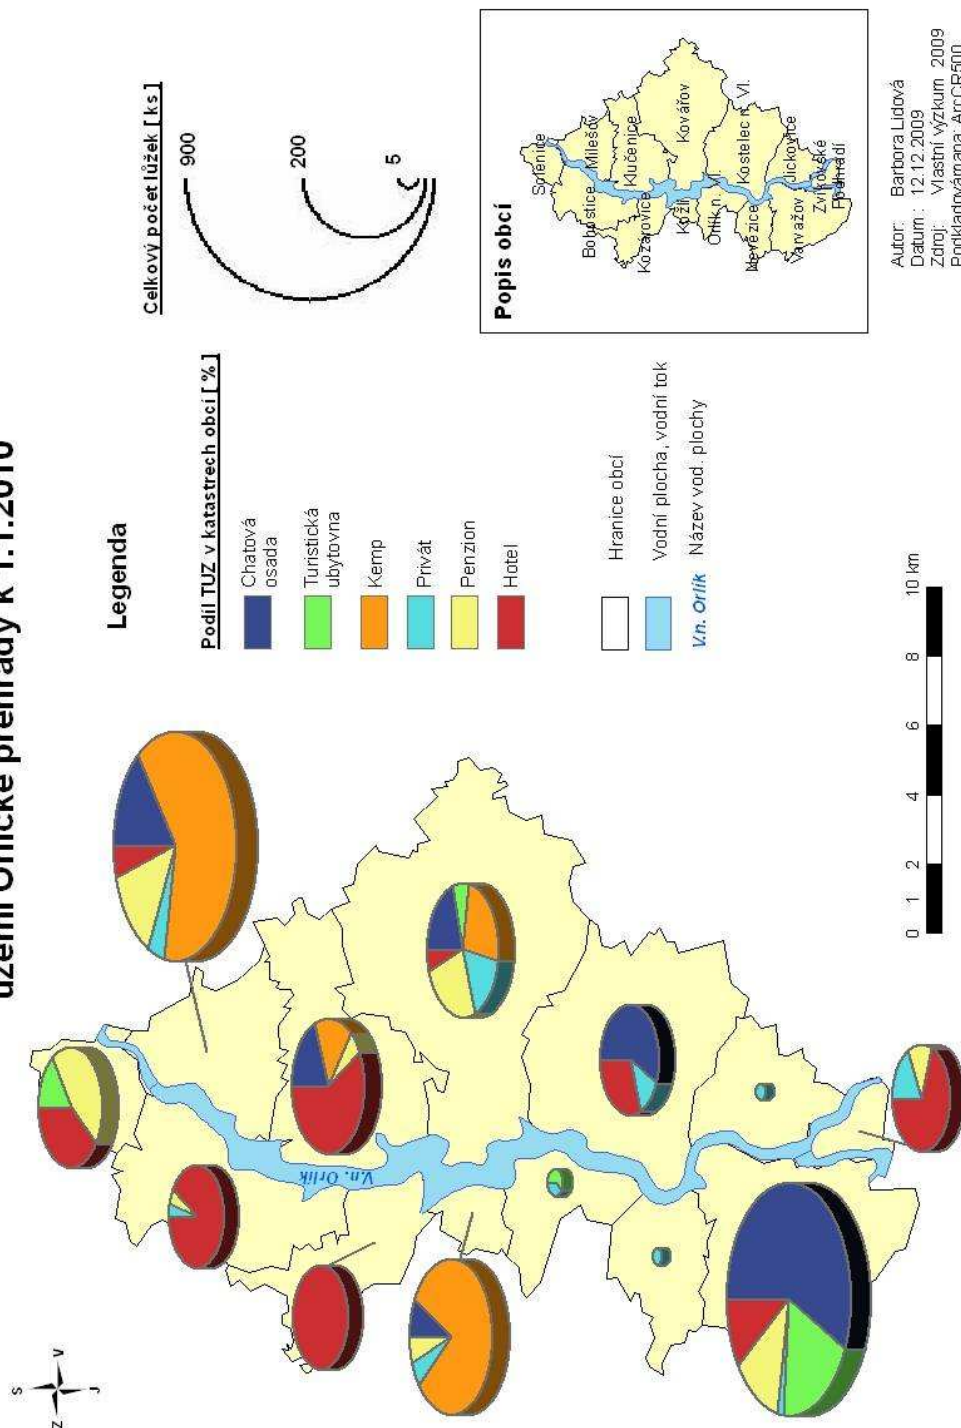 území Orlické přehrady k 1.1.2010
S
Z
V
J
V.n. Orlík
Legenda
Podíl TUZ v katastrech obcí [ % ]
Chatová
osada
Turistická
ubytovna
Kemp
Privát
Penzion
Hotel
Hranice obcí
Vodní plocha, vodní tok
V.n. Orlík Název vod. plochy
0 1 2 4 6 8 10 km
Celkový počet lůžek [ ks ]
900
200
5
Popis obcí
Solenice
Bohostice
Milešov
Klučenice
Kozárovice
Kovářov
Orlík n.
Kostelec n. Vl.
Nevězice
Jickovice
Varvažov
Zvíkovské
Podhradí
Autor: Barbora Lidová
Datum: 12.12.2009
Zdroj: Vlastní výzkum 2009
Podkladovámapa: ArcCR500